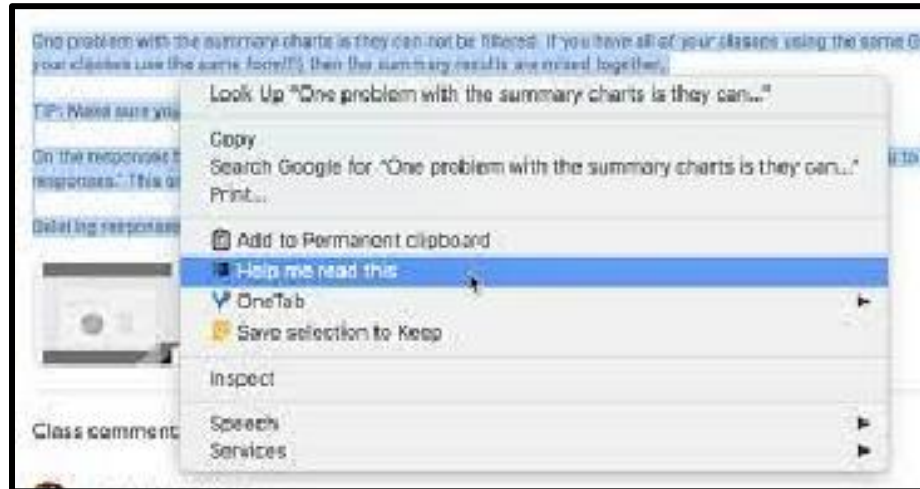 One problem with the summary charts is they can not be filtered. If you have all of your classes using the same
your classes use the same form!!!), then the summary results are mixed together.
Look Up "One problem with the summary charts is they can..."
TIP: Make sure you
Copy
On the responses
Search Google for "One problem with the summary charts is they can..."
to
responses." This
Print...
Deleting responses
Add to Permanent clipboard
Help me read this
OneTab
Save selection to Keep
Inspect
Class comment
Speech
Services